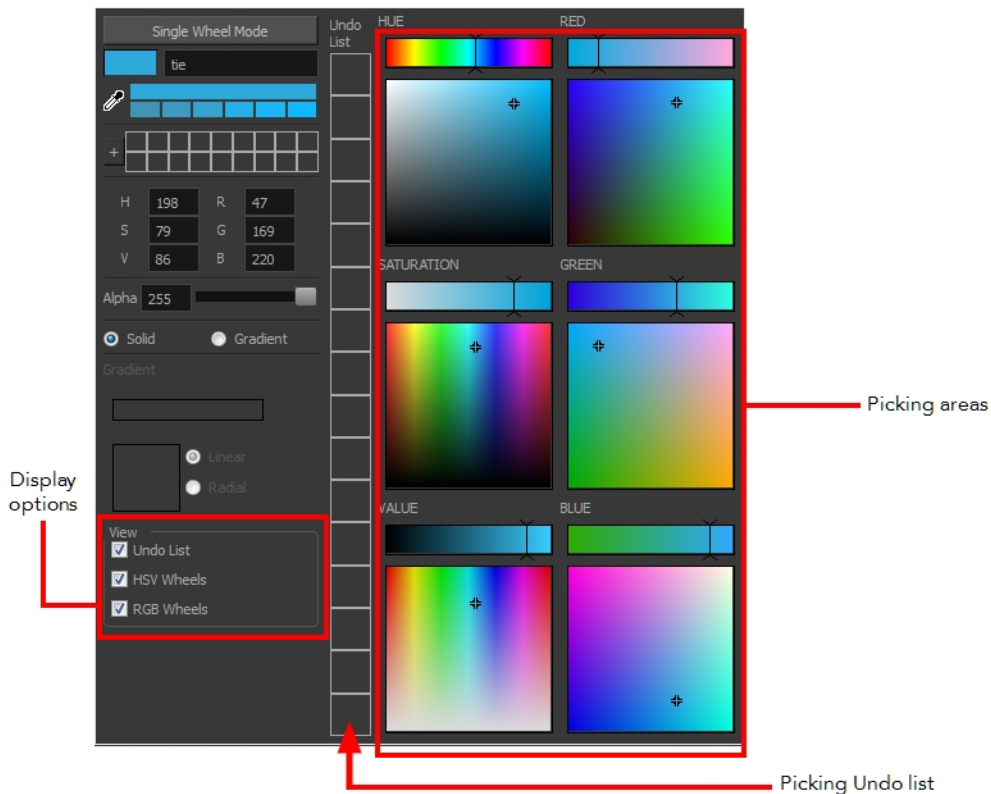 Single Wheel Mode
tie
+
H 198 R 47
S 79 G 169
V 86 B 220
Alpha 255
Solid Gradient
Gradient
Linear
Radial
Display
options
View
Undo List
HSV Wheels
RGB Wheels
Undo
List
HUE RED
SATURATION GREEN
VALUE BLUE
Picking areas
Picking Undo list